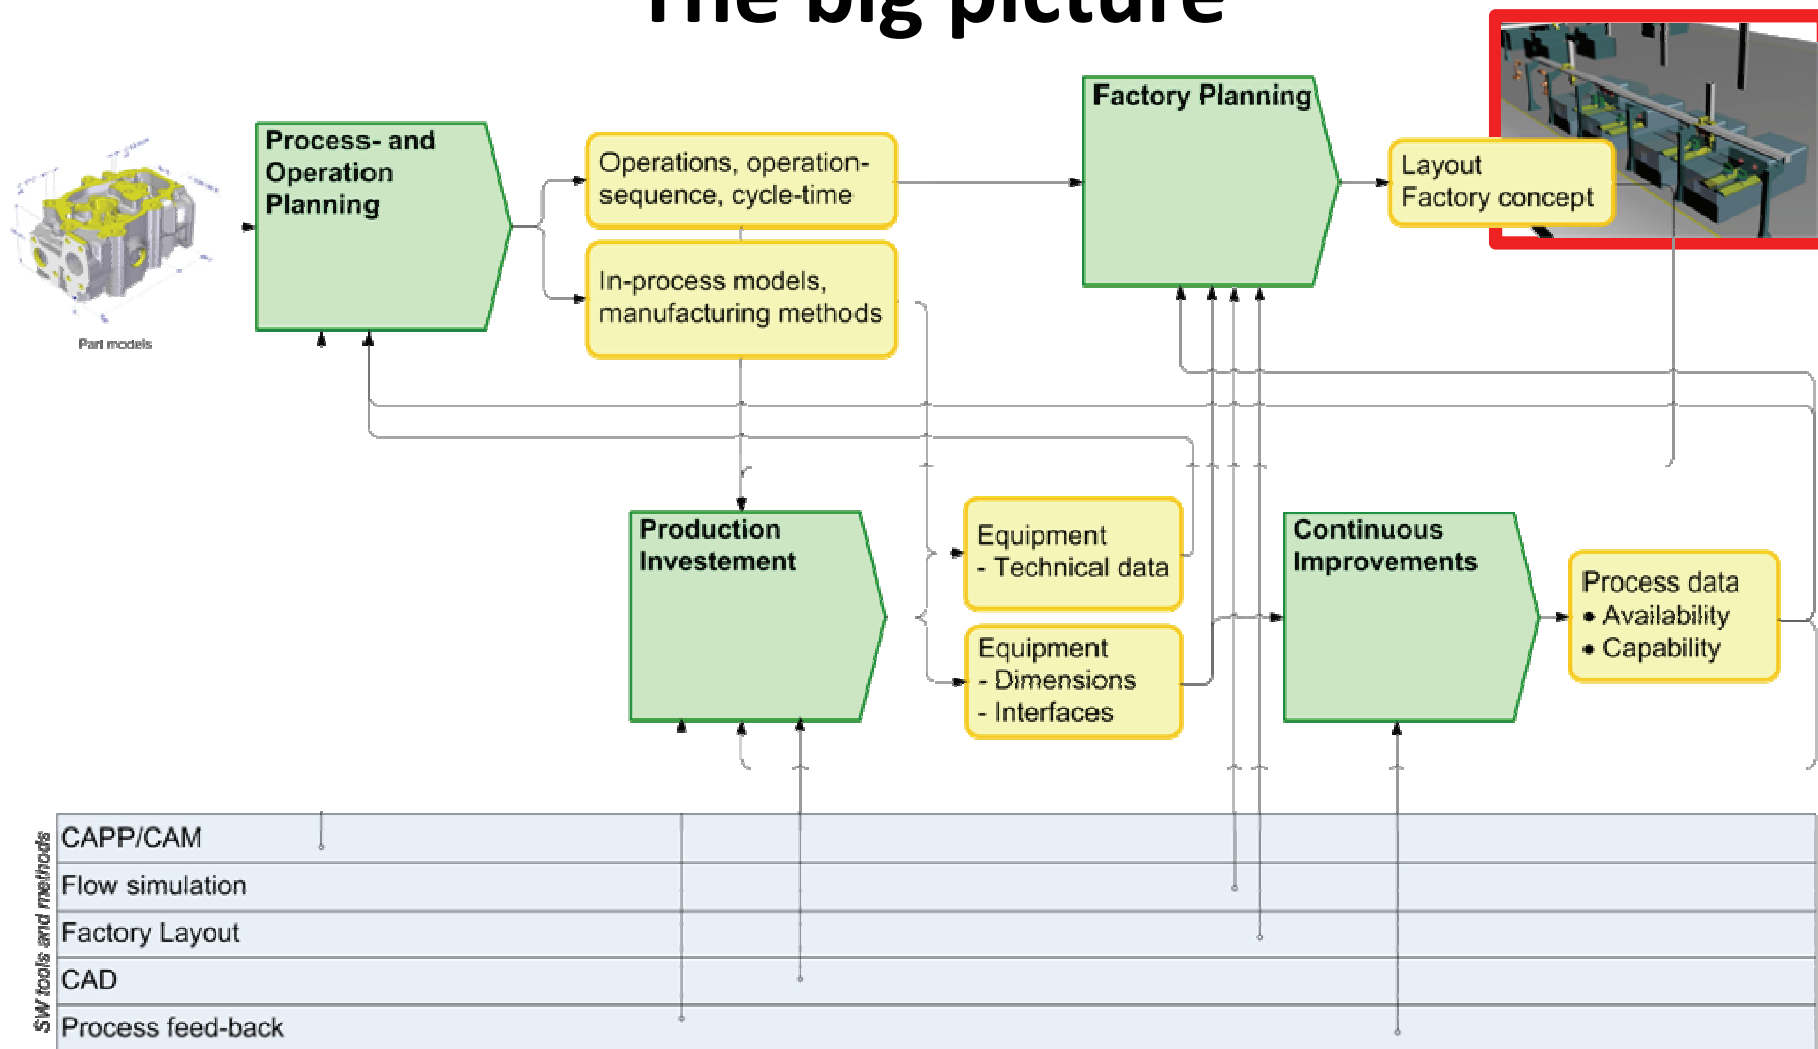 The big picture
Factory Planning
Process- and
Operation
Planning
Operations, operation-
sequence, cycle-time
Layout
Factory concept
In-process models,
manufacturing methods
Part models
Production
Investement
Equipment
- Technical data
Continuous
Improvements
Process data
• Availability
• Capability
Equipment
- Dimensions
- Interfaces
SW tools and methods
CAPP/CAM
Flow simulation
Factory Layout
CAD
Process feed-back